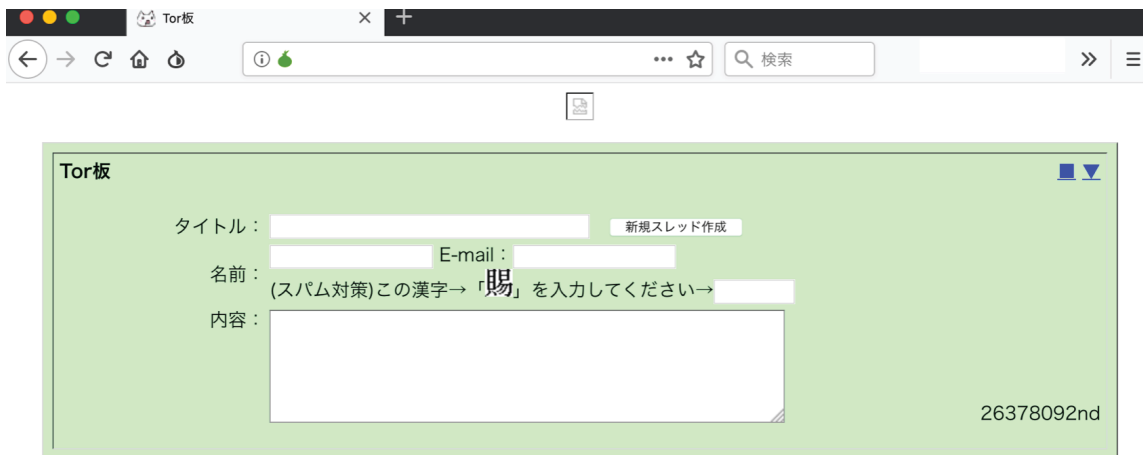 Tor板
検索
Tor板
タイトル：
新規スレッド作成
名前：
E-mail：
(スパム対策)この漢字→「賜」を入力してください→
内容：
26378092nd